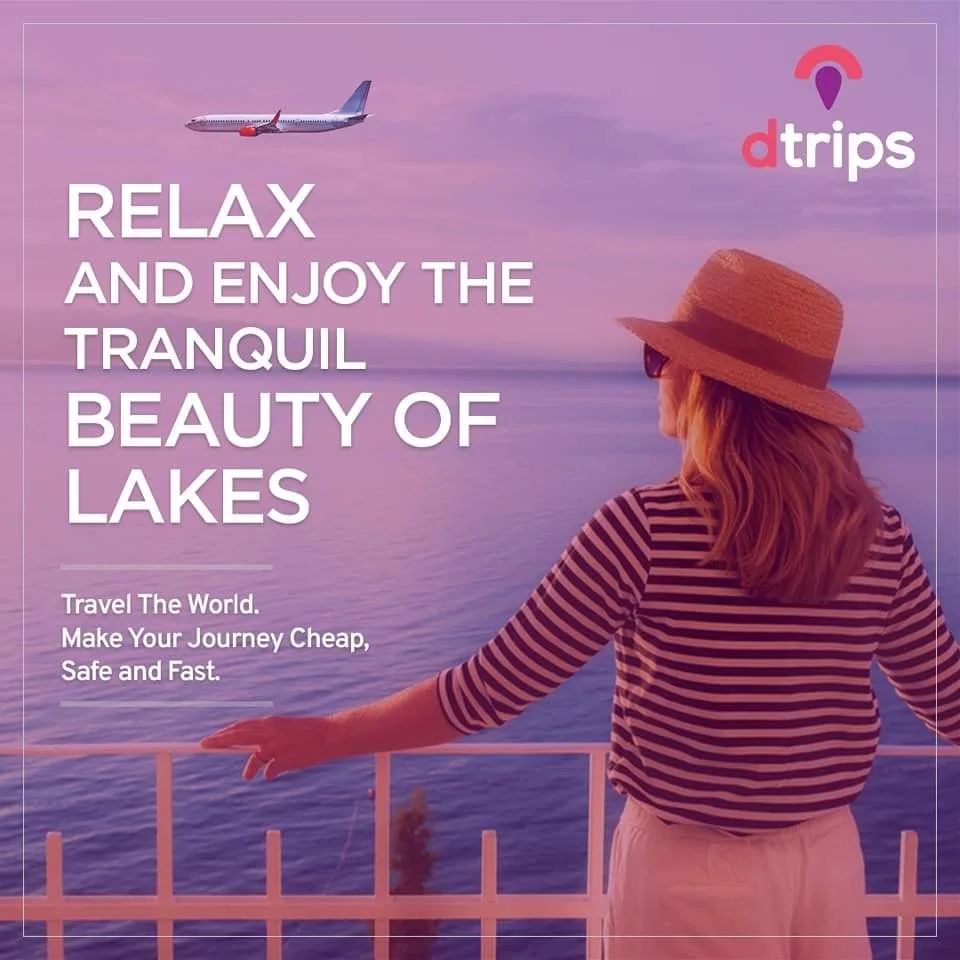 dtrips
RELAX
AND ENJOY THE
TRANQUIL
BEAUTY OF
LAKES
Travel The World.
Make Your Journey Cheap,
Safe and Fast.